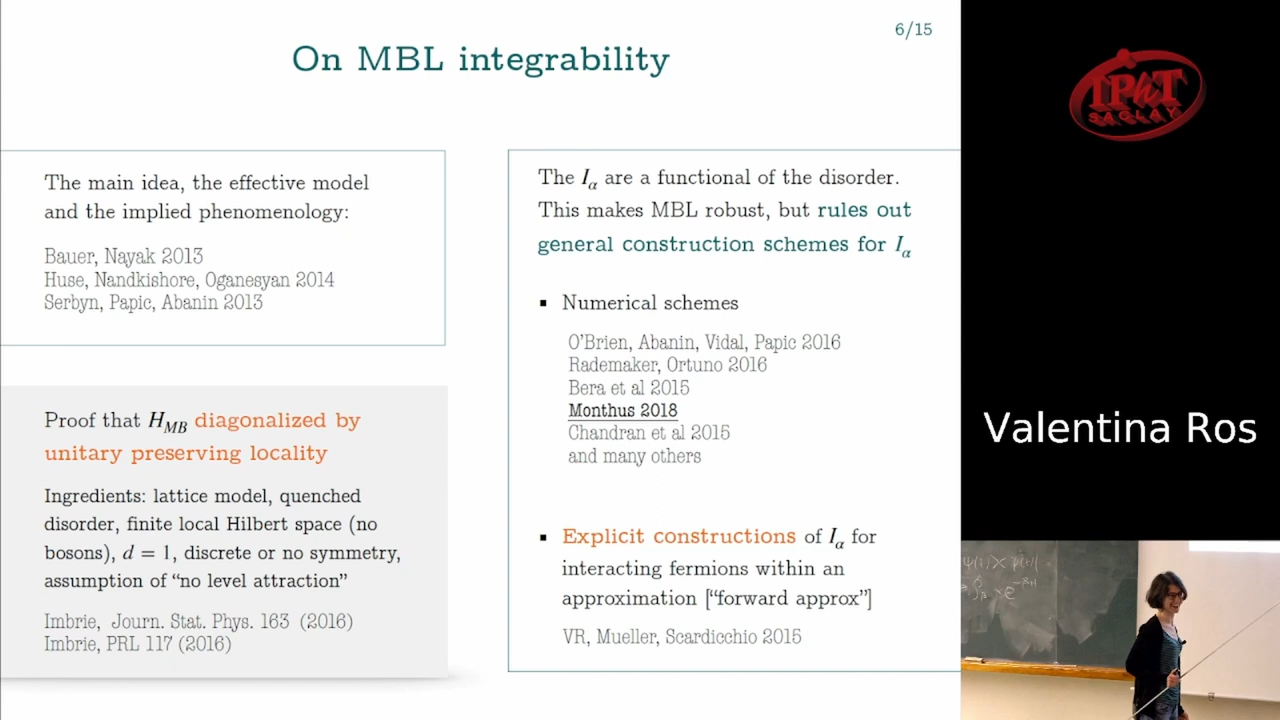 6/15
On MBL integrability
The main idea, the effective model
and the implied phenomenology:
Bauer, Nayak 2013
Huse, Nandkishore, Oganesyan 2014
Serbyn, Papic, Abanin 2013
Proof that H_MB diagonalized by
unitary preserving locality
Ingredients: lattice model, quenched
disorder, finite local Hilbert space (no
bosons), d = 1, discrete or no symmetry,
assumption of “no level attraction”
Imbrie, Journ. Stat. Phys. 163 (2016)
Imbrie, PRL 117 (2016)
The I_α are a functional of the disorder.
This makes MBL robust, but rules out
general construction schemes for I_α
▪ Numerical schemes
O'Brien, Abanin, Vidal, Papic 2016
Rademaker, Ortuno 2016
Bera et al 2015
Monthus 2018
Chandran et al 2015
and many others
▪ Explicit constructions of I_α for
interacting fermions within an
approximation [“forward approx”]
VR, Mueller, Scardicchio 2015
IPhT
SACLAY
Valentina Ros